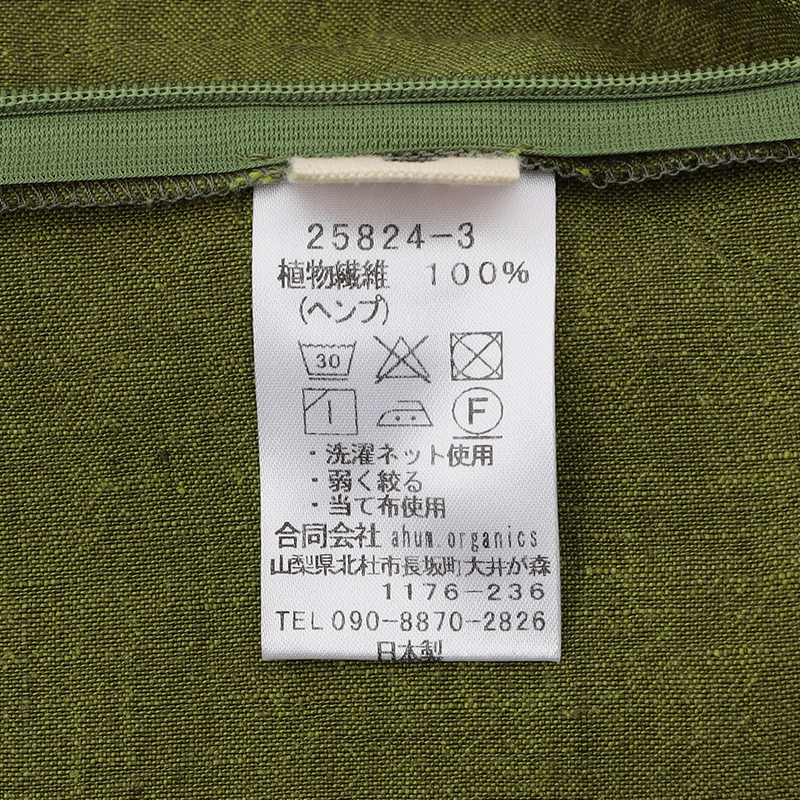 25824-3
植物繊維 100%
(ヘンプ)
30
F
・洗濯ネット使用
・弱く絞る
・当て布使用
合同会社 ahum.organics
山梨県北杜市長坂町大井が森
1176-236
TEL 090-8870-2826
日本製